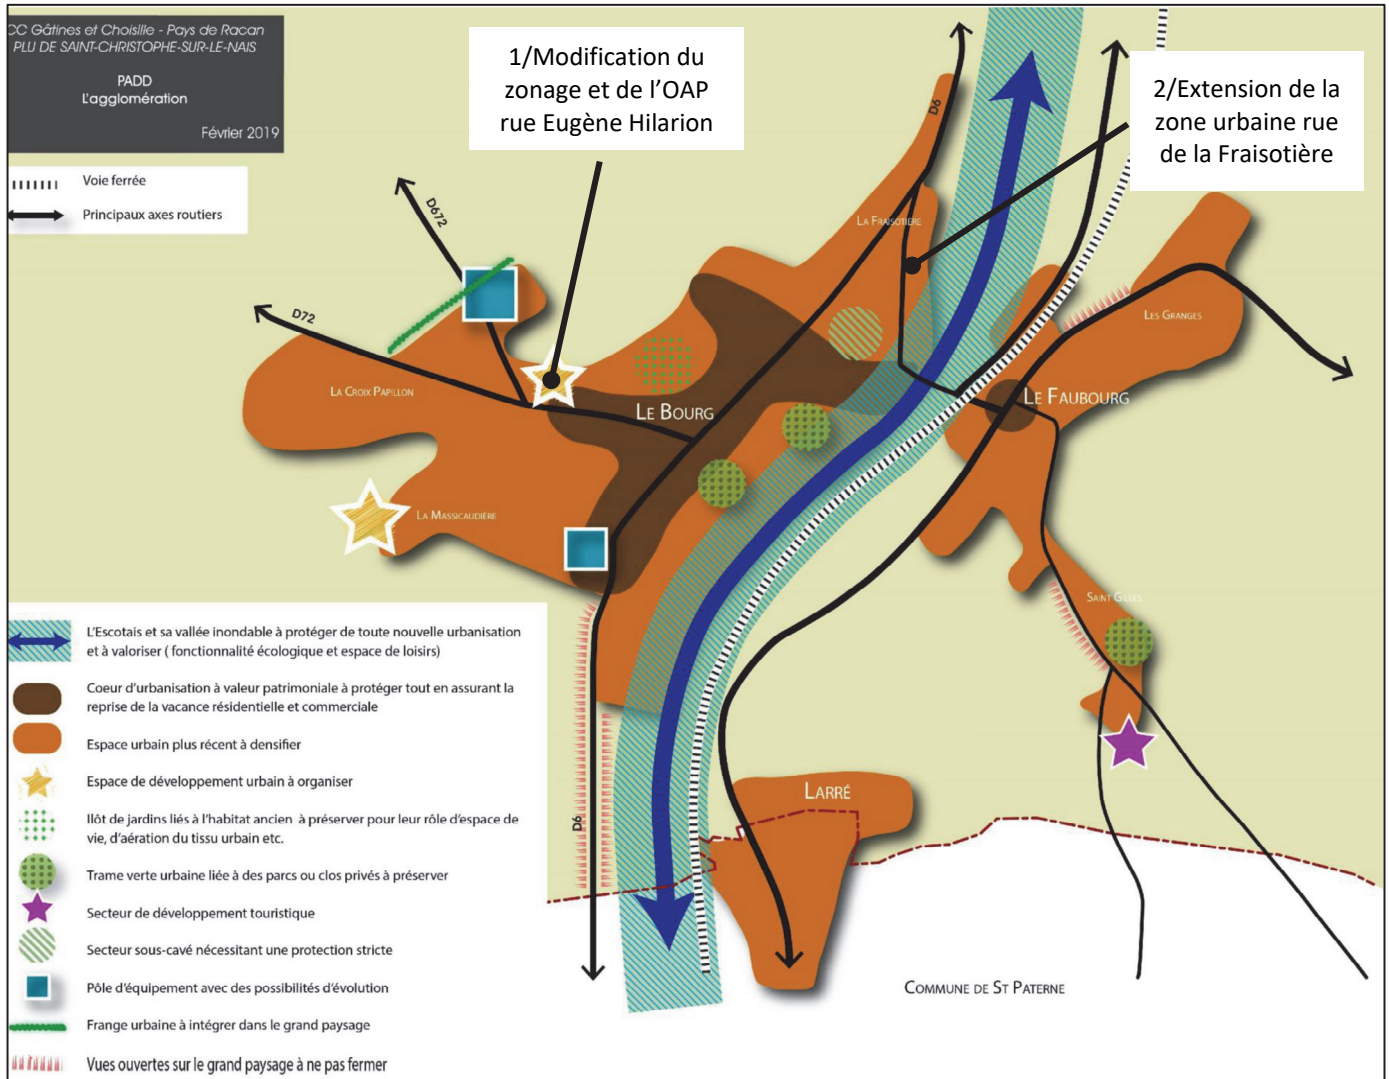 CC Gâtines et Choisille - Pays de Racan
PLU DE SAINT-CHRISTOPHE-SUR-LE-NAIS
PADD
L'agglomération
Février 2019
Voie ferrée
Principaux axes routiers
1/Modification du
zonage et de l’OAP
rue Eugène Hilarion
2/Extension de la
zone urbaine rue
de la Fraisotière
D6
D672
D72
LA FRAISOTIÈRE
LES GRANGES
LA CROIX PAPILLON
LE BOURG
LE FAUBOURG
LA MASSICAUDIÈRE
SAINT GILLES
LARRÉ
D6
COMMUNE DE ST PATERNE
L'Escotais et sa vallée inondable à protéger de toute nouvelle urbanisation
et à valoriser ( fonctionnalité écologique et espace de loisirs)
Coeur d'urbanisation à valeur patrimoniale à protéger tout en assurant la
reprise de la vacance résidentielle et commerciale
Espace urbain plus récent à densifier
Espace de développement urbain à organiser
Ilôt de jardins liés à l'habitat ancien à préserver pour leur rôle d'espace de
vie, d'aération du tissu urbain etc.
Trame verte urbaine liée à des parcs ou clos privés à préserver
Secteur de développement touristique
Secteur sous-cavé nécessitant une protection stricte
Pôle d'équipement avec des possibilités d'évolution
Frange urbaine à intégrer dans le grand paysage
Vues ouvertes sur le grand paysage à ne pas fermer